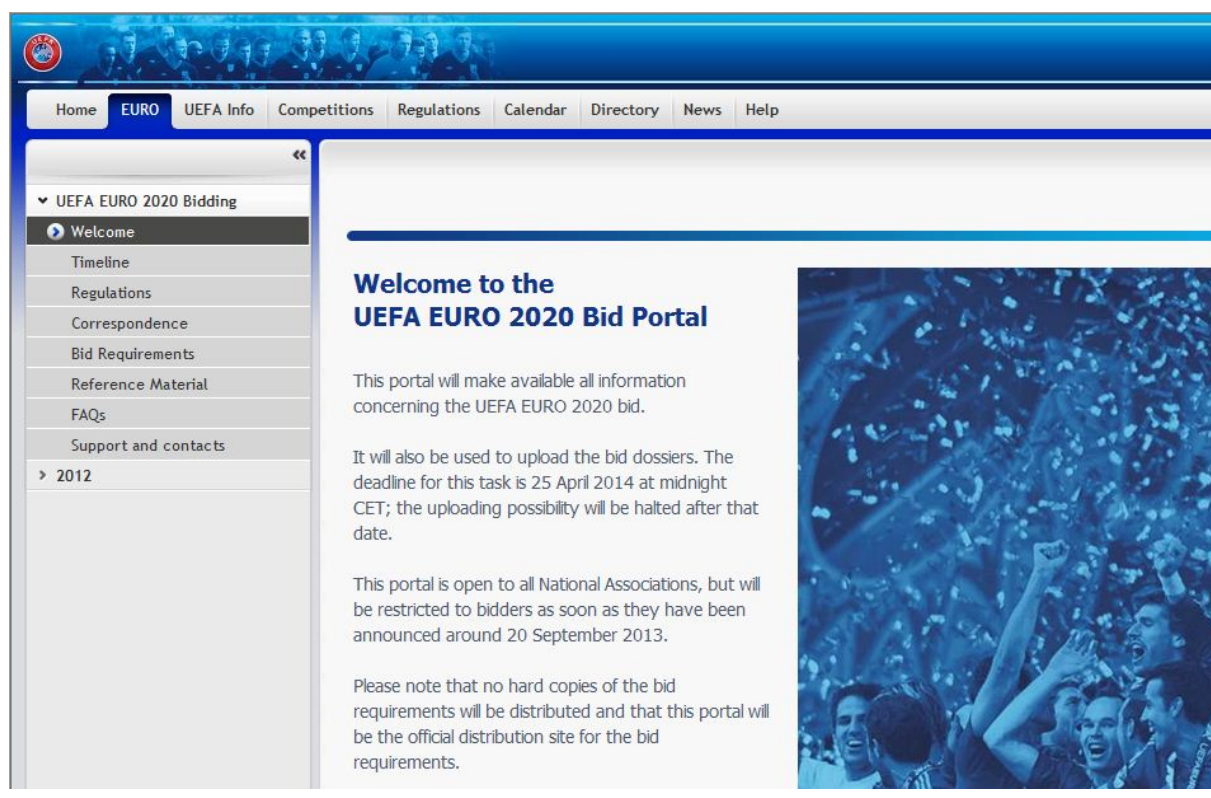 UEFA
Home EURO UEFA Info Competitions Regulations Calendar Directory News Help
«
UEFA EURO 2020 Bidding
Welcome
Timeline
Regulations
Correspondence
Bid Requirements
Reference Material
FAQs
Support and contacts
2012
Welcome to the
UEFA EURO 2020 Bid Portal
This portal will make available all information
concerning the UEFA EURO 2020 bid.
It will also be used to upload the bid dossiers. The
deadline for this task is 25 April 2014 at midnight
CET; the uploading possibility will be halted after that
date.
This portal is open to all National Associations, but will
be restricted to bidders as soon as they have been
announced around 20 September 2013.
Please note that no hard copies of the bid
requirements will be distributed and that this portal will
be the official distribution site for the bid
requirements.